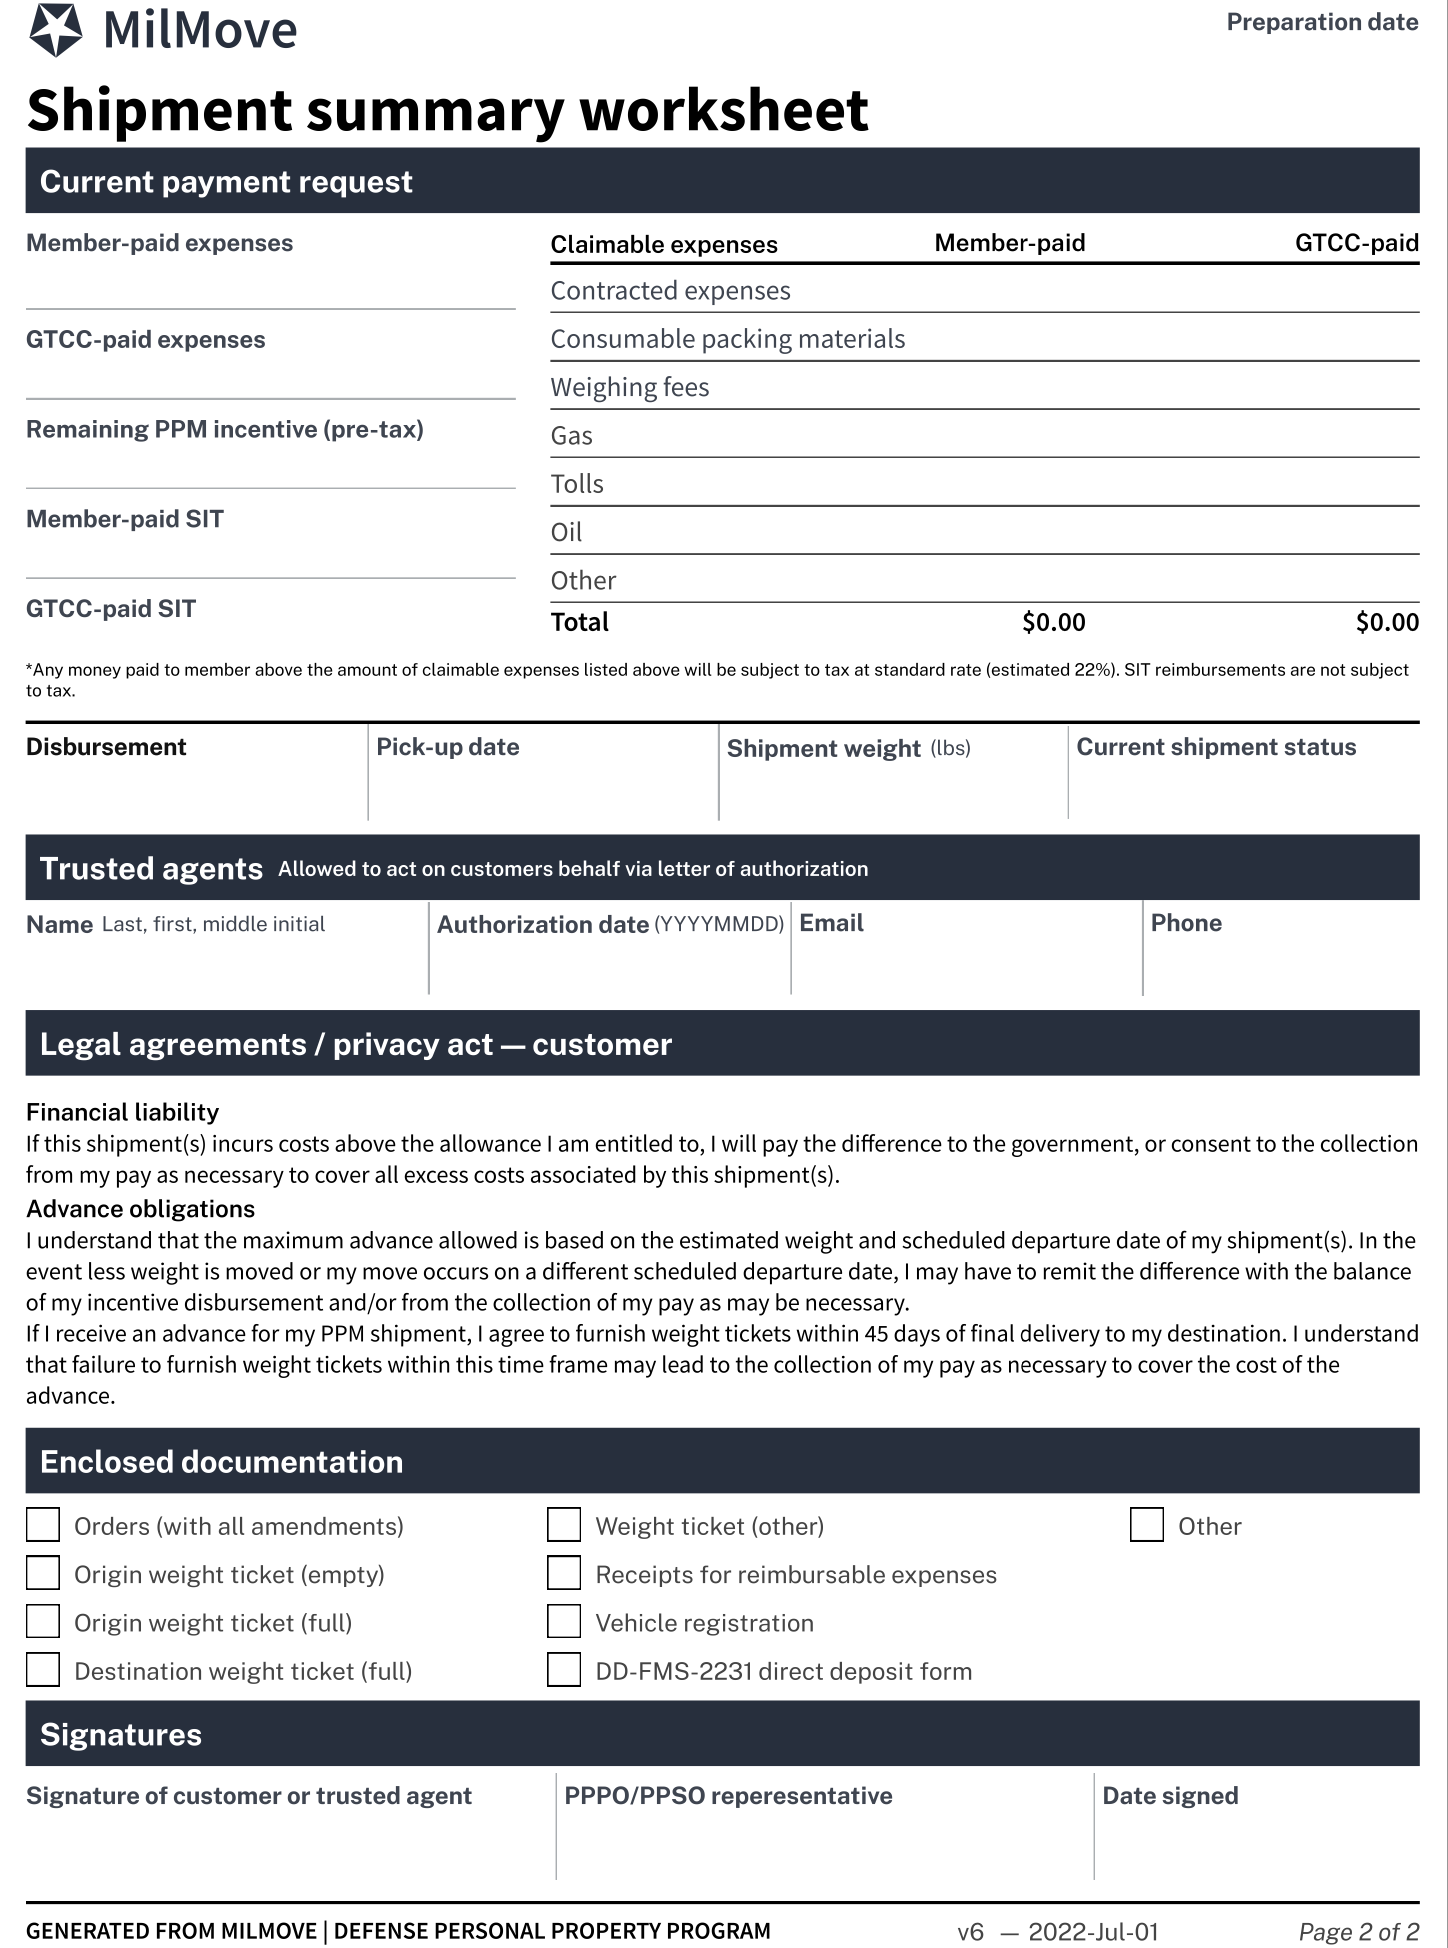 MilMove
Preparation date
Shipment summary worksheet
Current payment request
Member-paid expenses
GTCC-paid expenses
Remaining PPM incentive (pre-tax)
Member-paid SIT
GTCC-paid SIT
Claimable expenses Member-paid GTCC-paid
Contracted expenses
Consumable packing materials
Weighing fees
Gas
Tolls
Oil
Other
Total $0.00 $0.00
*Any money paid to member above the amount of claimable expenses listed above will be subject to tax at standard rate (estimated 22%). SIT reimbursements are not subject
to tax.
Disbursement Pick-up date Shipment weight (lbs) Current shipment status
Trusted agents Allowed to act on customers behalf via letter of authorization
Name Last, first, middle initial Authorization date (YYYYMMDD) Email Phone
Legal agreements / privacy act — customer
Financial liability
If this shipment(s) incurs costs above the allowance I am entitled to, I will pay the difference to the government, or consent to the collection
from my pay as necessary to cover all excess costs associated by this shipment(s).
Advance obligations
I understand that the maximum advance allowed is based on the estimated weight and scheduled departure date of my shipment(s). In the
event less weight is moved or my move occurs on a different scheduled departure date, I may have to remit the difference with the balance
of my incentive disbursement and/or from the collection of my pay as may be necessary.
If I receive an advance for my PPM shipment, I agree to furnish weight tickets within 45 days of final delivery to my destination. I understand
that failure to furnish weight tickets within this time frame may lead to the collection of my pay as necessary to cover the cost of the
advance.
Enclosed documentation
Orders (with all amendments) Weight ticket (other) Other
Origin weight ticket (empty) Receipts for reimbursable expenses
Origin weight ticket (full) Vehicle registration
Destination weight ticket (full) DD-FMS-2231 direct deposit form
Signatures
Signature of customer or trusted agent PPPO/PPSO reperesentative Date signed
GENERATED FROM MILMOVE | DEFENSE PERSONAL PROPERTY PROGRAM v6 — 2022-Jul-01 Page 2 of 2